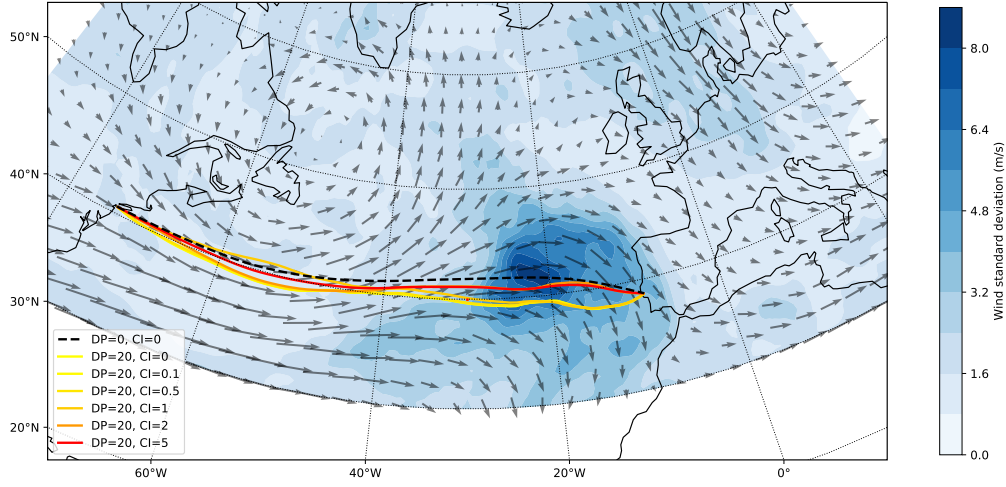 50°N
40°N
30°N
20°N
60°W
40°W
20°W
0°
DP=0, CI=0
DP=20, CI=0
DP=20, CI=0.1
DP=20, CI=0.5
DP=20, CI=1
DP=20, CI=2
DP=20, CI=5
8.0
6.4
4.8
3.2
1.6
0.0
Wind standard deviation (m/s)